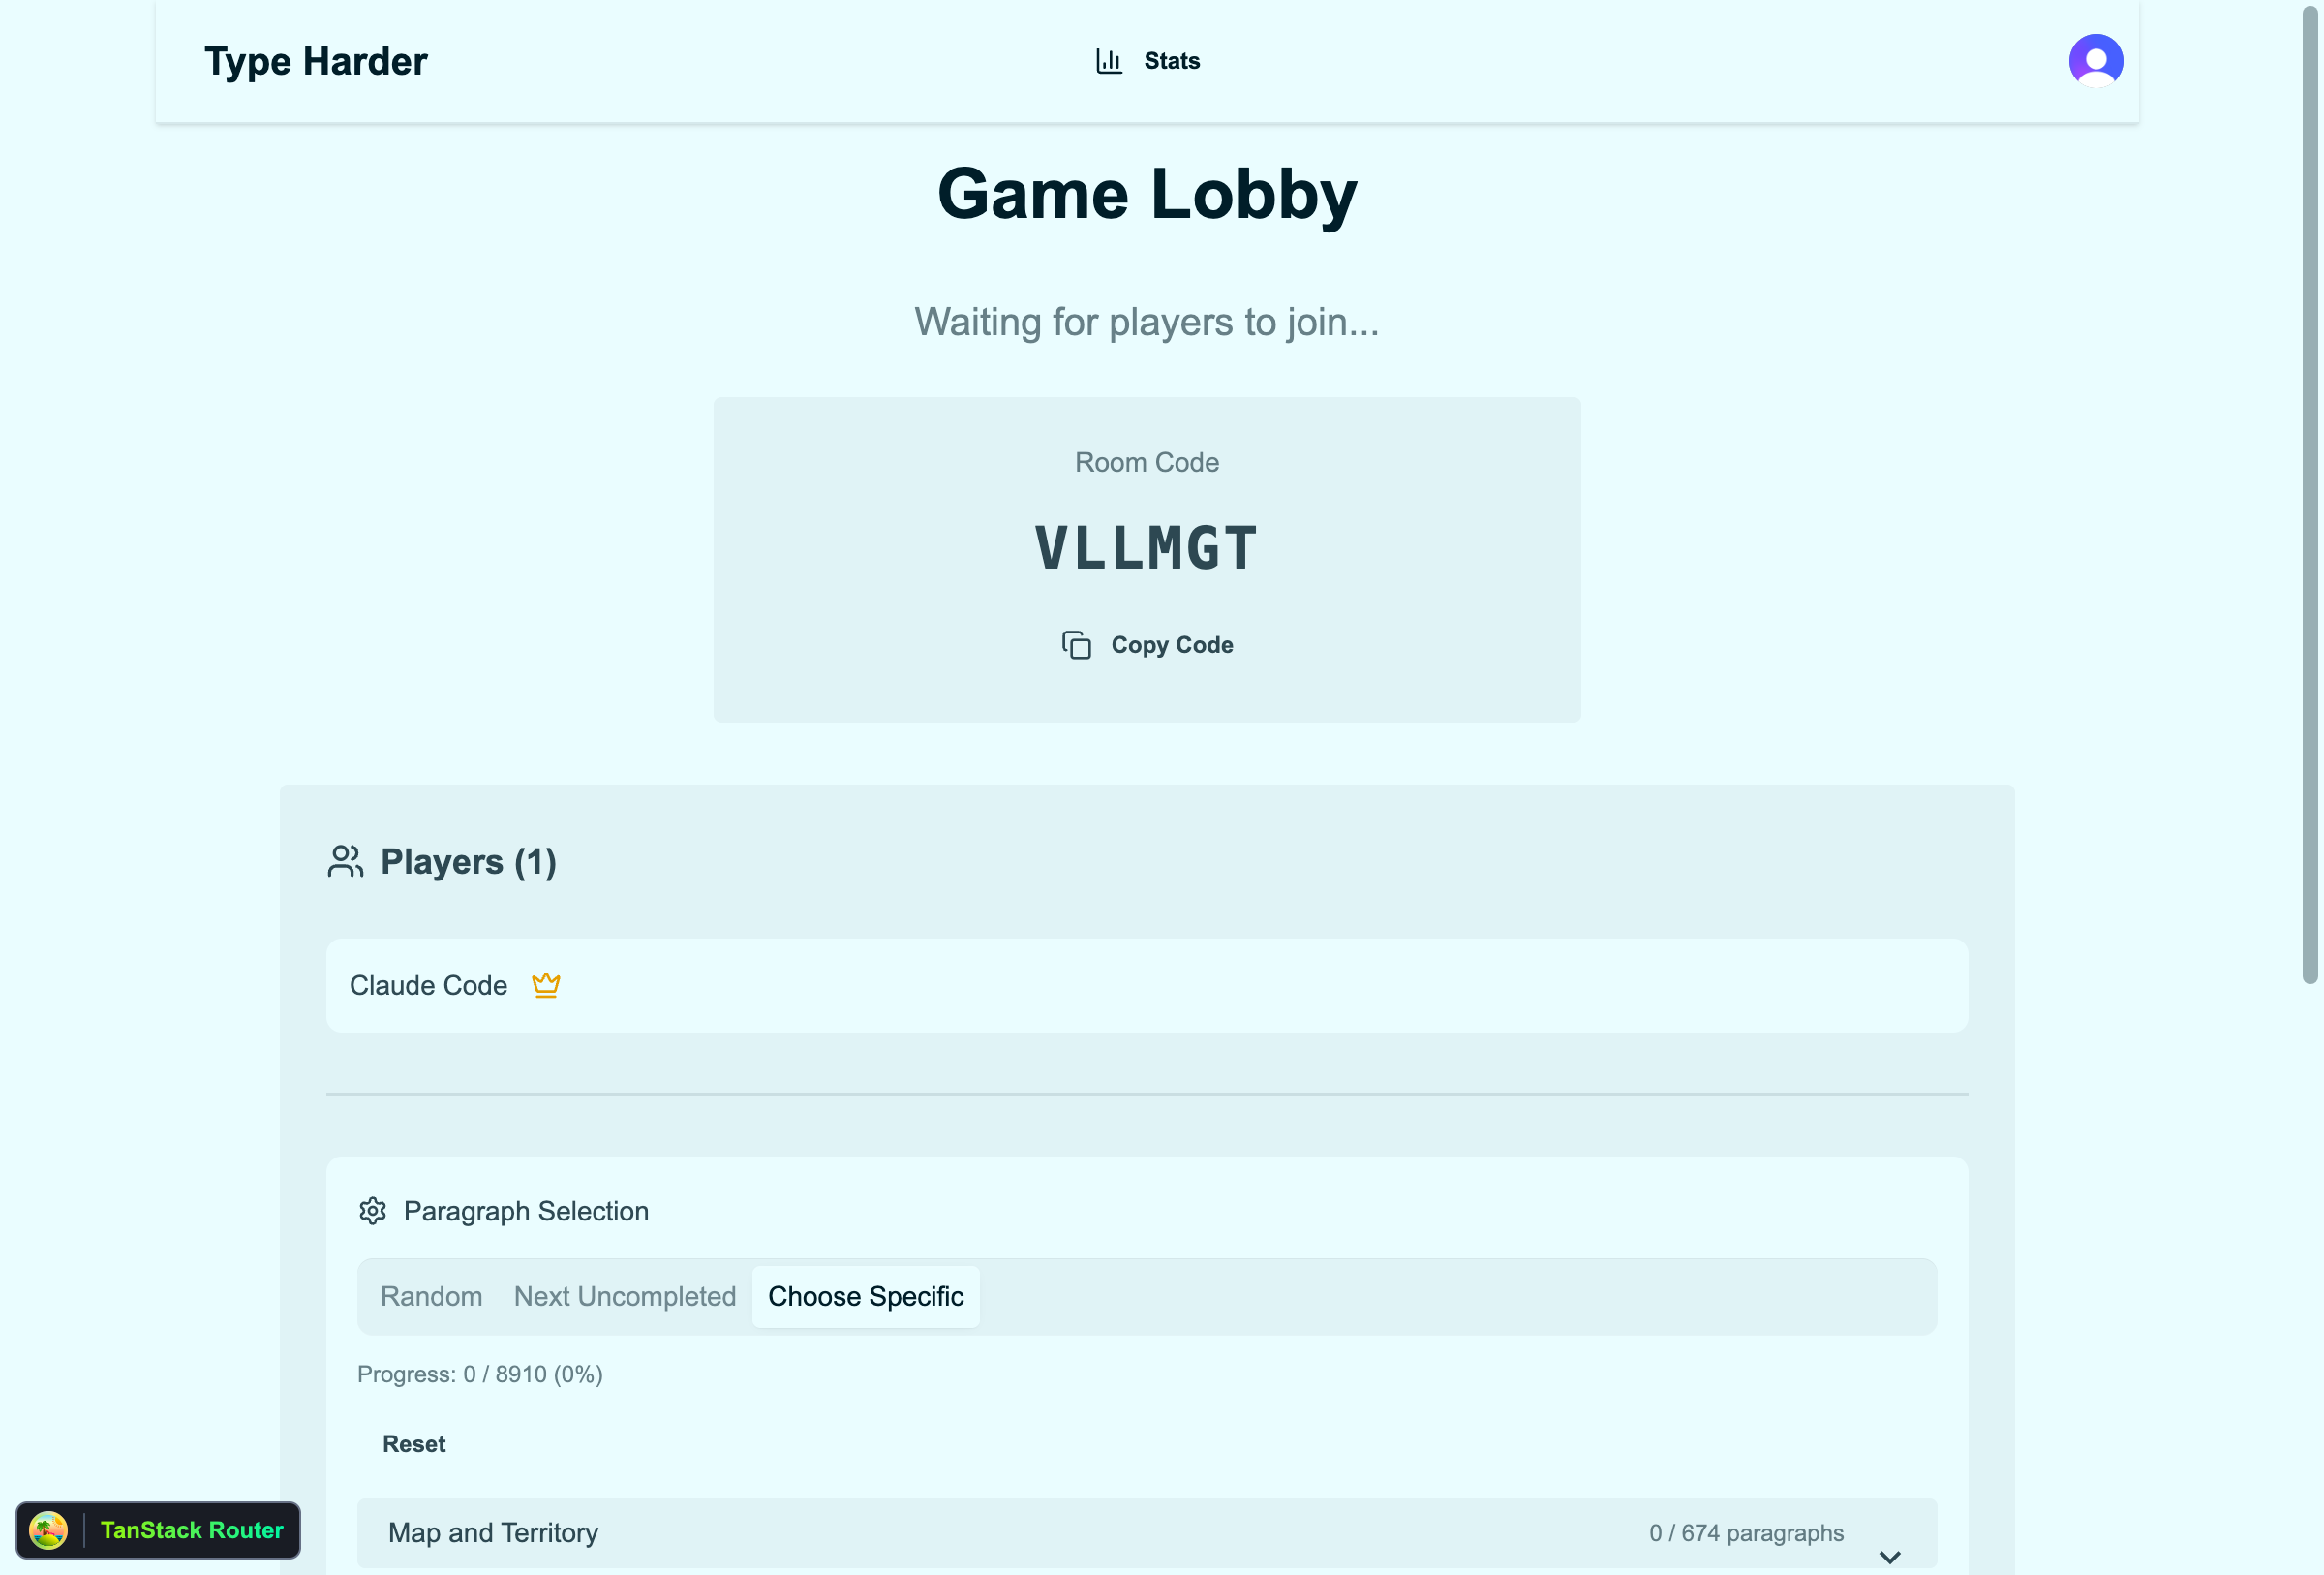 Type Harder
Stats
Game Lobby
Waiting for players to join...
Room Code
VLLMGT
Copy Code
Players (1)
Claude Code
Paragraph Selection
Random Next Uncompleted Choose Specific
Progress: 0 / 8910 (0%)
Reset
Map and Territory 0 / 674 paragraphs
TanStack Router